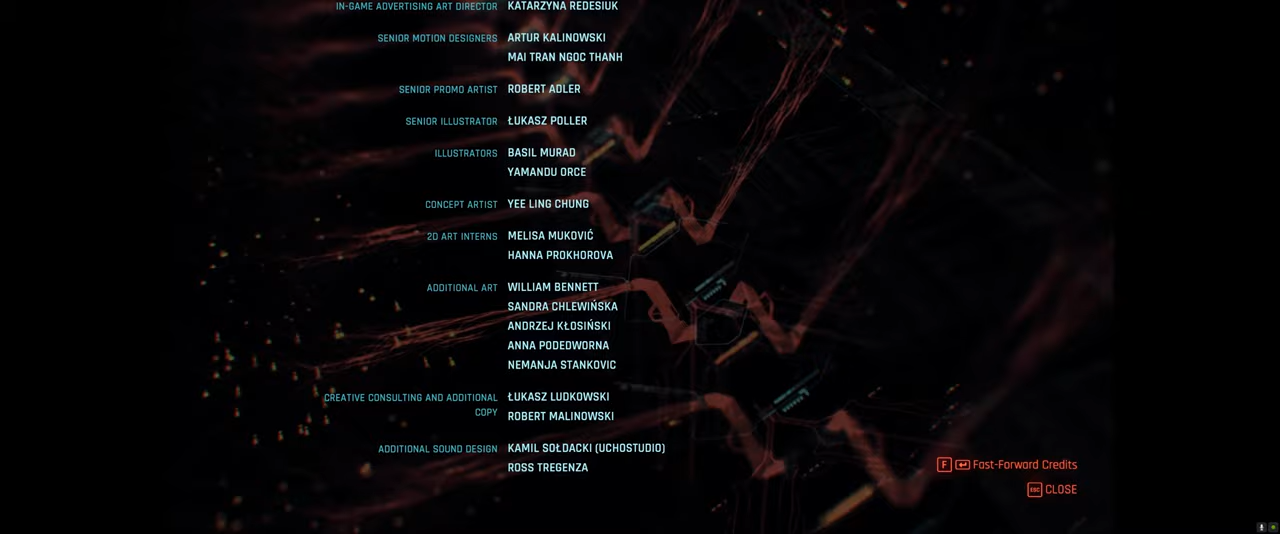 IN-GAME ADVERTISING ART DIRECTOR KATARZYNA REDESIUK
SENIOR MOTION DESIGNERS ARTUR KALINOWSKI
MAI TRAN NGOC THANH
SENIOR PROMO ARTIST ROBERT ADLER
SENIOR ILLUSTRATOR ŁUKASZ POLLER
ILLUSTRATORS BASIL MURAD
YAMANDU ORCE
CONCEPT ARTIST YEE LING CHUNG
2D ART INTERNS MELISA MUKOVIĆ
HANNA PROKHOROVA
ADDITIONAL ART WILLIAM BENNETT
SANDRA CHLEWIŃSKA
ANDRZEJ KŁOSIŃSKI
ANNA PODEDWORNA
NEMANJA STANKOVIC
CREATIVE CONSULTING AND ADDITIONAL ŁUKASZ LUDKOWSKI
COPY ROBERT MALINOWSKI
ADDITIONAL SOUND DESIGN KAMIL SOŁDACKI (UCHOSTUDIO)
ROSS TREGENZA
F Fast-Forward Credits
ESC CLOSE